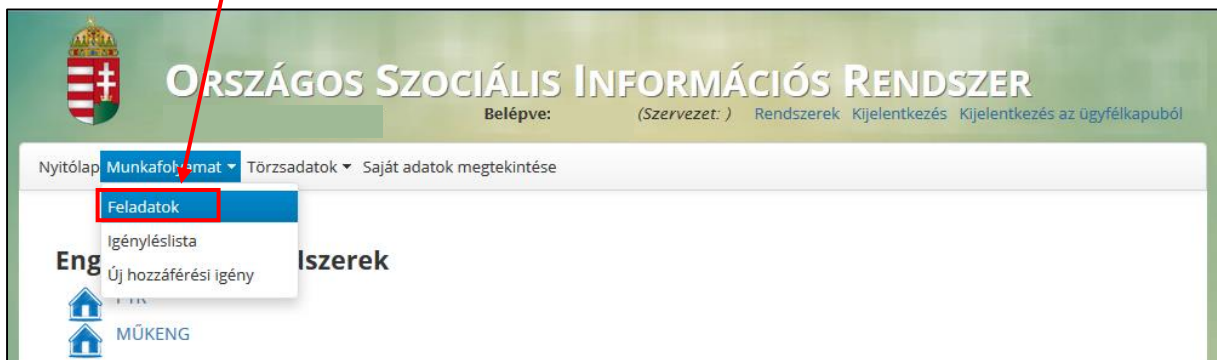 ORSZÁGOS SZOCIÁLIS INFORMÁCIÓS RENDSZER
Belépve: (Szervezet: ) Rendszerek Kijelentkezés Kijelentkezés az ügyfélkapuból
Nyitólap Munkafolyamat Törzsadatok Saját adatok megtekintése
Feladatok
Igényléslista
Új hozzáférési igény
MŰKENG